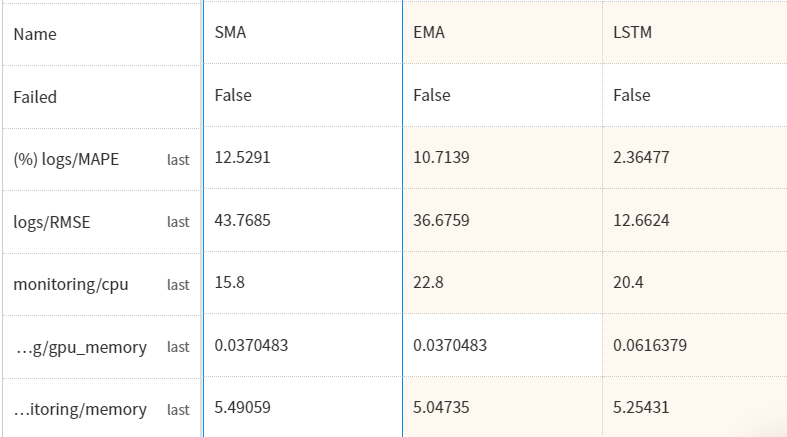 Name SMA EMA LSTM
Failed False False False
(%) logs/MAPE last 12.5291 10.7139 2.36477
logs/RMSE last 43.7685 36.6759 12.6624
monitoring/cpu last 15.8 22.8 20.4
…g/gpu_memory last 0.0370483 0.0370483 0.0616379
…itoring/memory last 5.49059 5.04735 5.25431